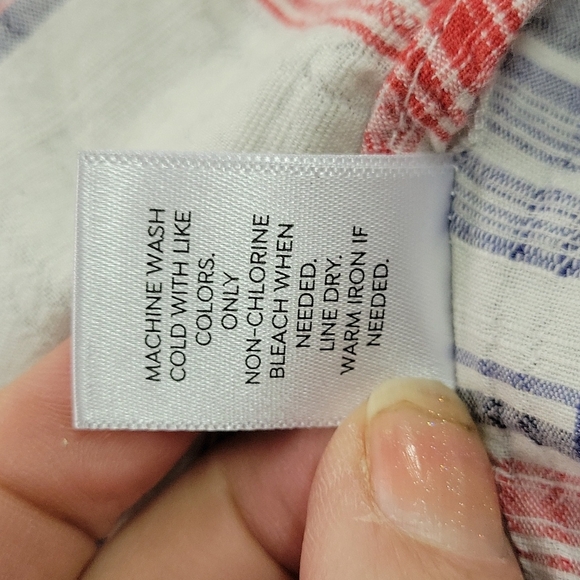 MACHINE WASH
COLD WITH LIKE
COLORS.
ONLY
NON-CHLORINE
BLEACH WHEN
NEEDED.
LINE DRY.
WARM IRON IF
NEEDED.